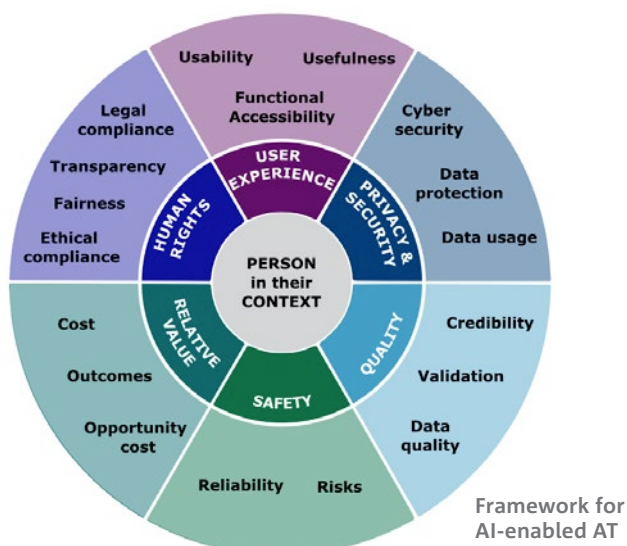 Usability
Usefulness
Functional
Accessibility
USER
EXPERIENCE
Cyber
security
Data
protection
Data usage
PRIVACY &
SECURITY
Credibility
Validation
Data
quality
QUALITY
Reliability
Risks
SAFETY
Cost
Outcomes
Opportunity
cost
RELATIVE
VALUE
Legal
compliance
Transparency
Fairness
Ethical
compliance
HUMAN
RIGHTS
PERSON
in their
CONTEXT
Framework for
AI-enabled AT